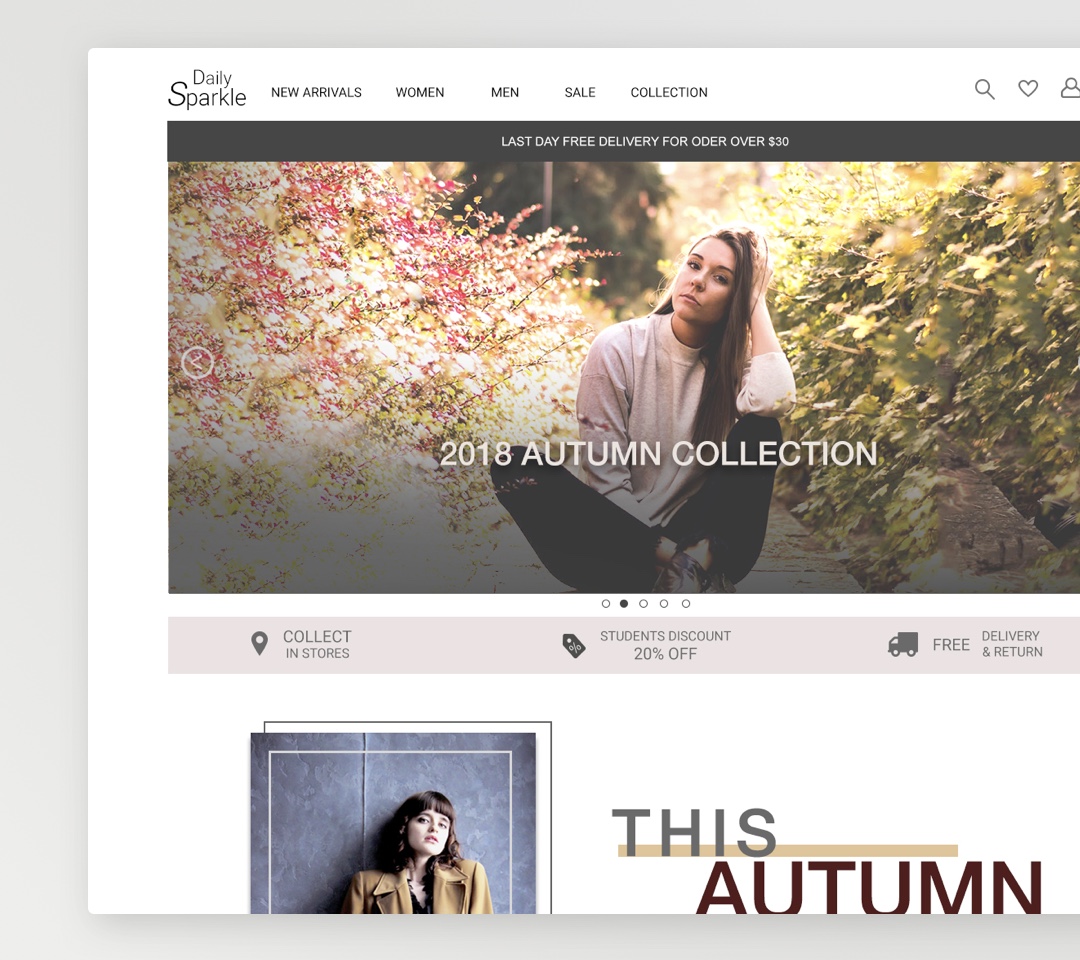 Daily
Sparkle
NEW ARRIVALS WOMEN MEN SALE COLLECTION
LAST DAY FREE DELIVERY FOR ODER OVER $30
2018 AUTUMN COLLECTION
COLLECT
IN STORES
%
STUDENTS DISCOUNT
20% OFF
FREE
DELIVERY
& RETURN
THIS
AUTUMN